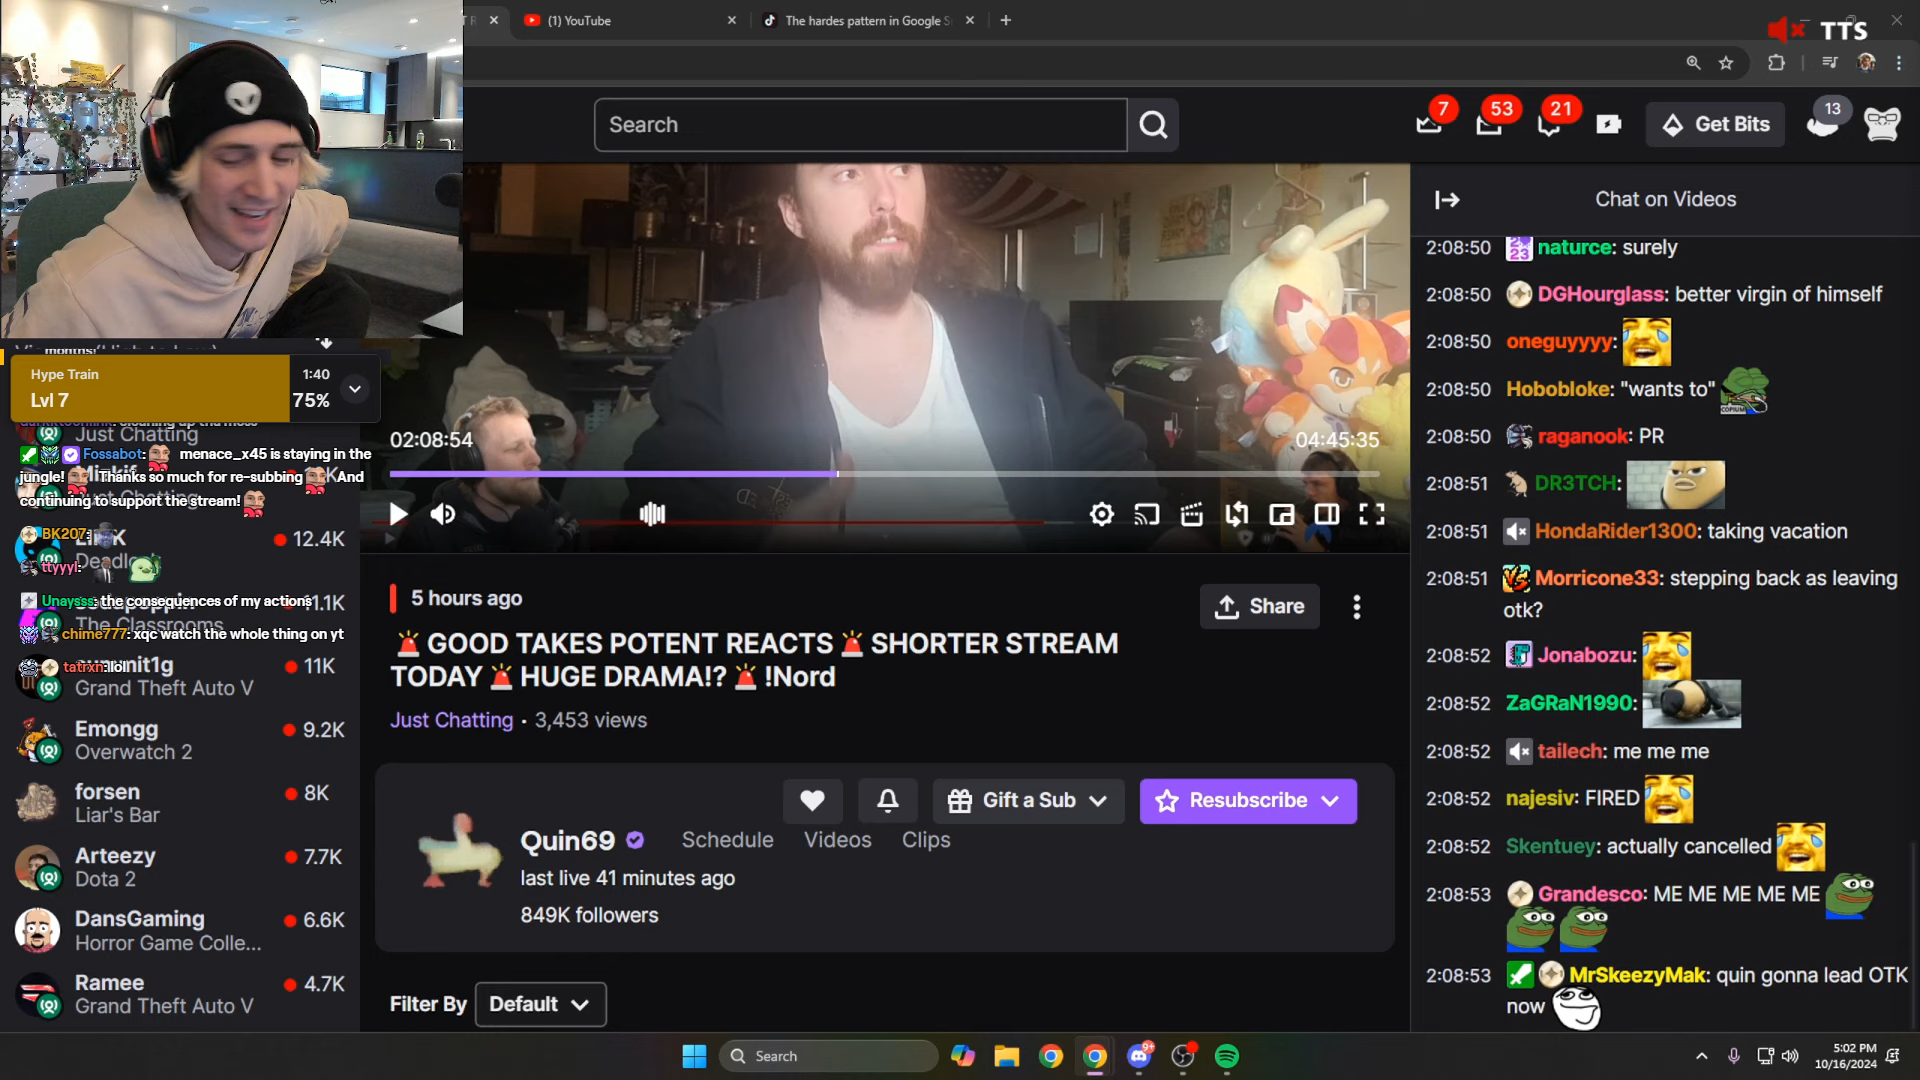 (1) YouTube
The hardes pattern in Google S
TTS
Search
7
53
21
Get Bits
13
Chat on Videos
months!
Hype Train
Lvl 7
1:40
75%
Just Chatting
Fossabot: menace_x45 is staying in the
jungle! Thanks so much for re-subbing And
continuing to support the stream!
BK207:
12.4K
ttyyyl:
Unaysss: the consequences of my actions
The Classrooms
chime777: xqc watch the whole thing on yt
tatrxn: lol
11K
Grand Theft Auto V
Emongg
9.2K
Overwatch 2
forsen
8K
Liar's Bar
Arteezy
7.7K
Dota 2
DansGaming
6.6K
Horror Game Colle...
Ramee
4.7K
Grand Theft Auto V
02:08:54
04:45:35
5 hours ago
Share
GOOD TAKES POTENT REACTS SHORTER STREAM
TODAY HUGE DRAMA!? !Nord
Just Chatting • 3,453 views
Gift a Sub
Resubscribe
Quin69
Schedule
Videos
Clips
last live 41 minutes ago
849K followers
Filter By
Default
2:08:50 naturce: surely
2:08:50 DGHourglass: better virgin of himself
2:08:50 oneguyyyy:
2:08:50 Hobobloke: "wants to"
COPIUM
2:08:50 raganook: PR
2:08:51 DR3TCH:
2:08:51 HondaRider1300: taking vacation
2:08:51 Morricone33: stepping back as leaving
otk?
2:08:52 Jonabozu:
2:08:52 ZaGRaN1990:
2:08:52 tailech: me me me
2:08:52 najesiv: FIRED
2:08:52 Skentuey: actually cancelled
2:08:53 Grandesco: ME ME ME ME ME
2:08:53 MrSkeezyMak: quin gonna lead OTK
now
Search
9+
5:02 PM
10/16/2024